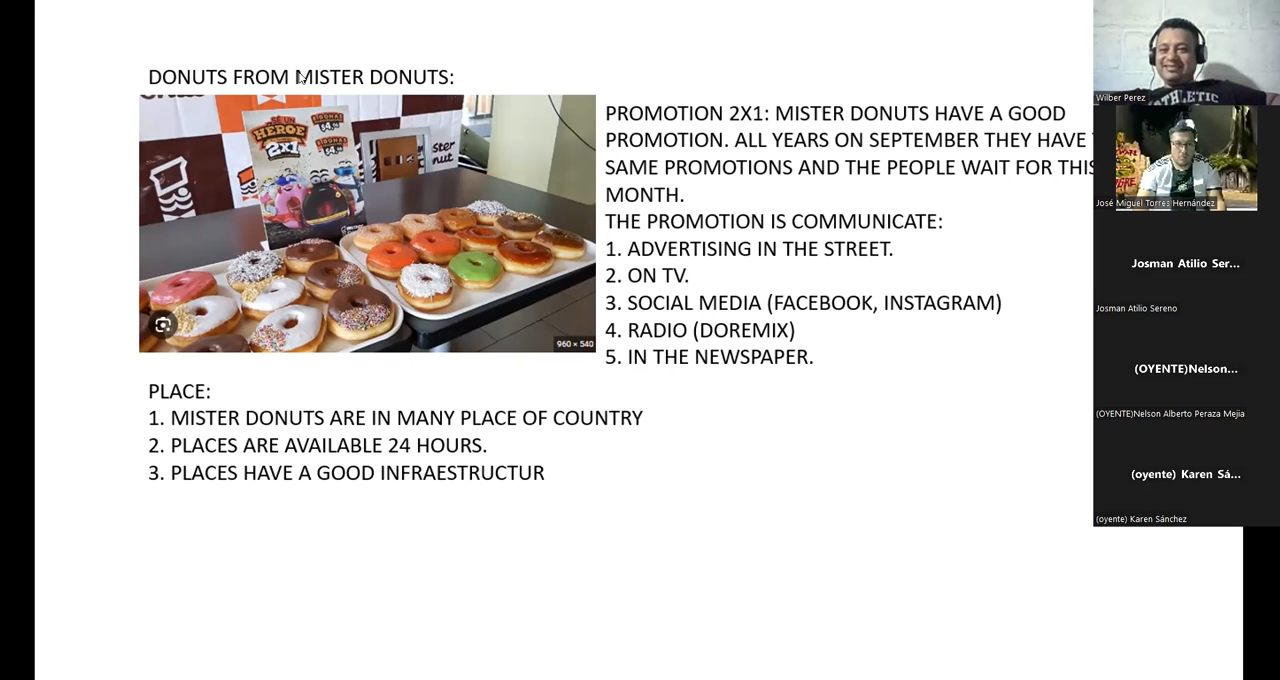 DONUTS FROM MISTER DONUTS:
SÉ UN
HEROE
2X1
PROMOTION 2X1: MISTER DONUTS HAVE A GOOD
PROMOTION. ALL YEARS ON SEPTEMBER THEY HAVE
SAME PROMOTIONS AND THE PEOPLE WAIT FOR THIS
MONTH.
THE PROMOTION IS COMMUNICATE:
1. ADVERTISING IN THE STREET.
2. ON TV.
3. SOCIAL MEDIA (FACEBOOK, INSTAGRAM)
4. RADIO (DOREMIX)
5. IN THE NEWSPAPER.
960 × 540
PLACE:
1. MISTER DONUTS ARE IN MANY PLACE OF COUNTRY
2. PLACES ARE AVAILABLE 24 HOURS.
3. PLACES HAVE A GOOD INFRAESTRUCTUR
ATHLETIC
Wilber Perez
José Miguel Torres Hernández
Josman Atilio Ser...
Josman Atilio Sereno
(OYENTE)Nelson...
(OYENTE)Nelson Alberto Peraza Mejia
(oyente) Karen Sá...
(oyente) Karen Sánchez